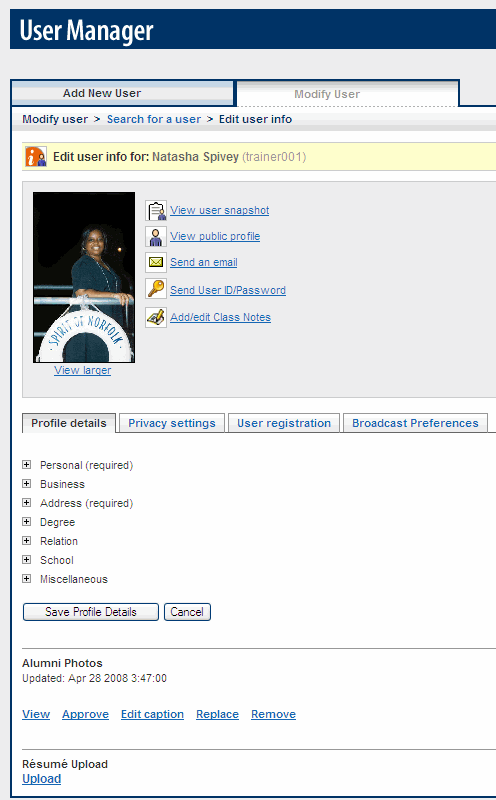 User Manager
Add New User
Modify User
Modify user > Search for a user > Edit user info
Edit user info for: Natasha Spivey (trainer001)
View user snapshot
View public profile
Send an email
Send User ID/Password
Add/edit Class Notes
SPIRIT OF NORFOLK
View larger
Profile details
Privacy settings
User registration
Broadcast Preferences
Personal (required)
Business
Address (required)
Degree
Relation
School
Miscellaneous
Save Profile Details
Cancel
Alumni Photos
Updated: Apr 28 2008 3:47:00
View Approve Edit caption Replace Remove
Résumé Upload
Upload